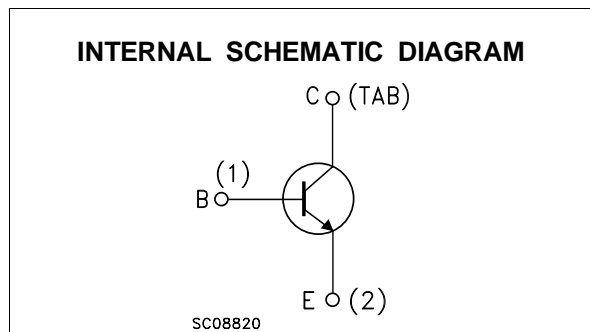 INTERNAL SCHEMATIC DIAGRAM
C (TAB)
(1)
B
E (2)
SC08820